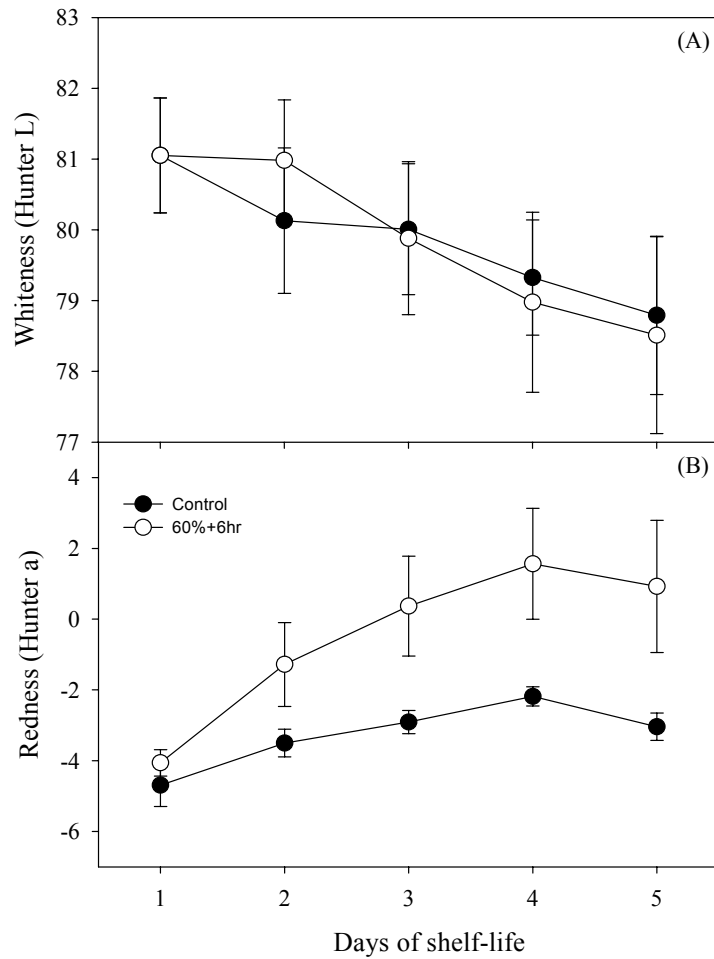 (A)
Whiteness (Hunter L)
83
82
81
80
79
78
77
(B)
Redness (Hunter a)
4
2
0
-2
-4
-6
Control
60%+6hr
1 2 3 4 5
Days of shelf-life